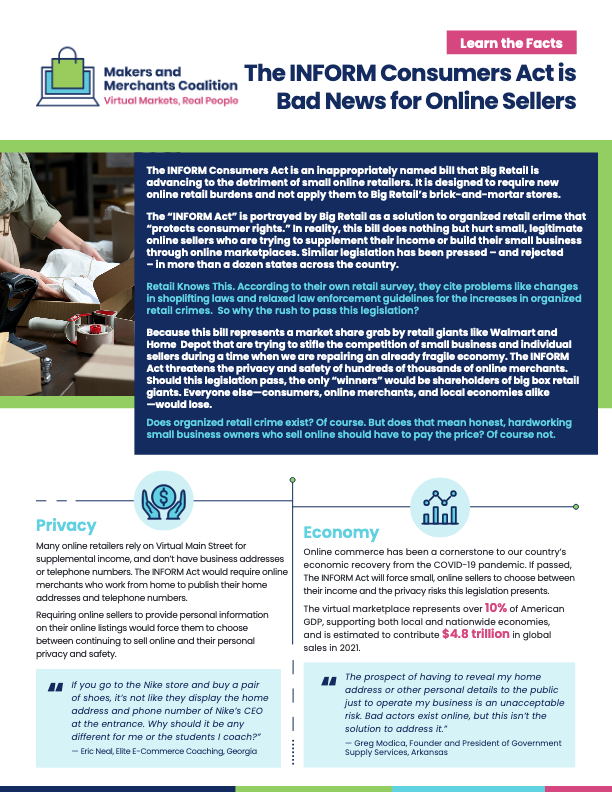 Learn the Facts
Makers and
Merchants Coalition
Virtual Markets, Real People
The INFORM Consumers Act is
Bad News for Online Sellers
The INFORM Consumers Act is an inappropriately named bill that Big Retail is
advancing to the detriment of small online retailers. It is designed to require new
online retail burdens and not apply them to Big Retail's brick-and-mortar stores.
The “INFORM Act” is portrayed by Big Retail as a solution to organized retail crime that
“protects consumer rights.” In reality, this bill does nothing but hurt small, legitimate
online sellers who are trying to supplement their income or build their small business
through online marketplaces. Similar legislation has been pressed – and rejected
– in more than a dozen states across the country.
Retail Knows This. According to their own retail survey, they cite problems like changes
in shoplifting laws and relaxed law enforcement guidelines for the increases in organized
retail crimes. So why the rush to pass this legislation?
Because this bill represents a market share grab by retail giants like Walmart and
Home Depot that are trying to stifle the competition of small business and individual
sellers during a time when we are repairing an already fragile economy. The INFORM
Act threatens the privacy and safety of hundreds of thousands of online merchants.
Should this legislation pass, the only “winners” would be shareholders of big box retail
giants. Everyone else—consumers, online merchants, and local economies alike
—would lose.
Does organized retail crime exist? Of course. But does that mean honest, hardworking
small business owners who sell online should have to pay the price? Of course not.
Privacy
Many online retailers rely on Virtual Main Street for
supplemental income, and don't have business addresses
or telephone numbers. The INFORM Act would require online
merchants who work from home to publish their home
addresses and telephone numbers.
Requiring online sellers to provide personal information
on their online listings would force them to choose
between continuing to sell online and their personal
privacy and safety.
“ If you go to the Nike store and buy a pair
of shoes, it's not like they display the home
address and phone number of Nike's CEO
at the entrance. Why should it be any
different for me or the students I coach?”
— Eric Neal, Elite E-Commerce Coaching, Georgia
Economy
Online commerce has been a cornerstone to our country's
economic recovery from the COVID-19 pandemic. If passed,
The INFORM Act will force small, online sellers to choose between
their income and the privacy risks this legislation presents.
The virtual marketplace represents over 10% of American
GDP, supporting both local and nationwide economies,
and is estimated to contribute $4.8 trillion in global
sales in 2021.
“ The prospect of having to reveal my home
address or other personal details to the public
just to operate my business is an unacceptable
risk. Bad actors exist online, but this isn't the
solution to address it.”
— Greg Modica, Founder and President of Government
Supply Services, Arkansas